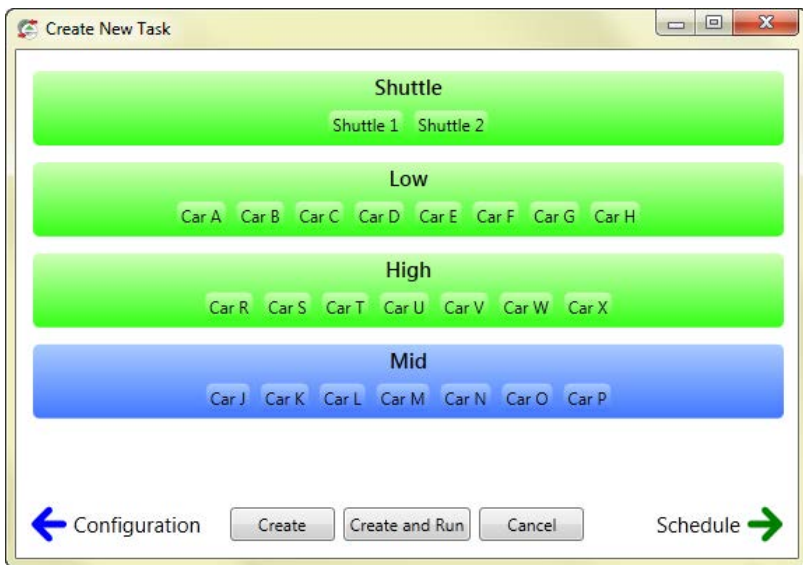 Create New Task
Shuttle
Shuttle 1 Shuttle 2
Low
Car A Car B Car C Car D Car E Car F Car G Car H
High
Car R Car S Car T Car U Car V Car W Car X
Mid
Car J Car K Car L Car M Car N Car O Car P
Configuration Create Create and Run Cancel Schedule